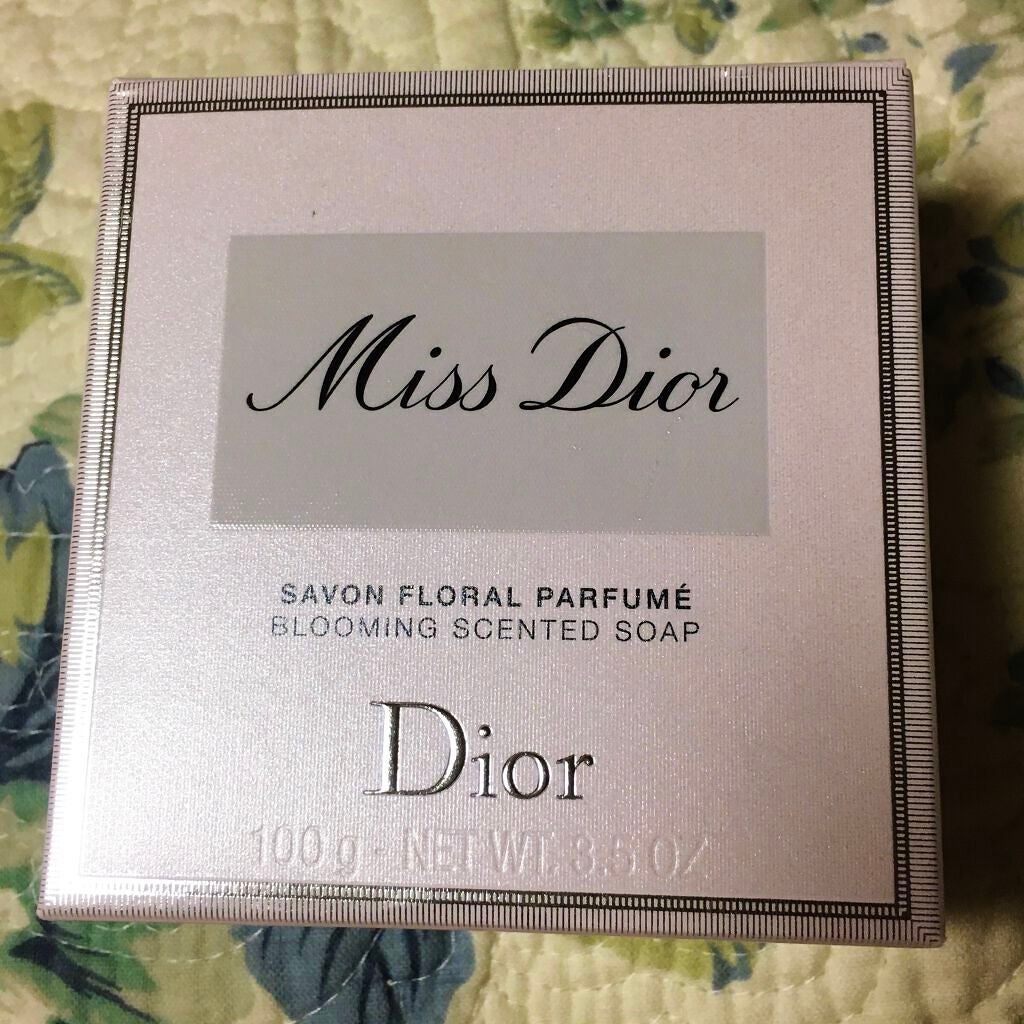 Miss Dior
SAVON FLORAL PARFUMÉ
BLOOMING SCENTED SOAP
Dior
100 g - NET WT. 3.5 OZ